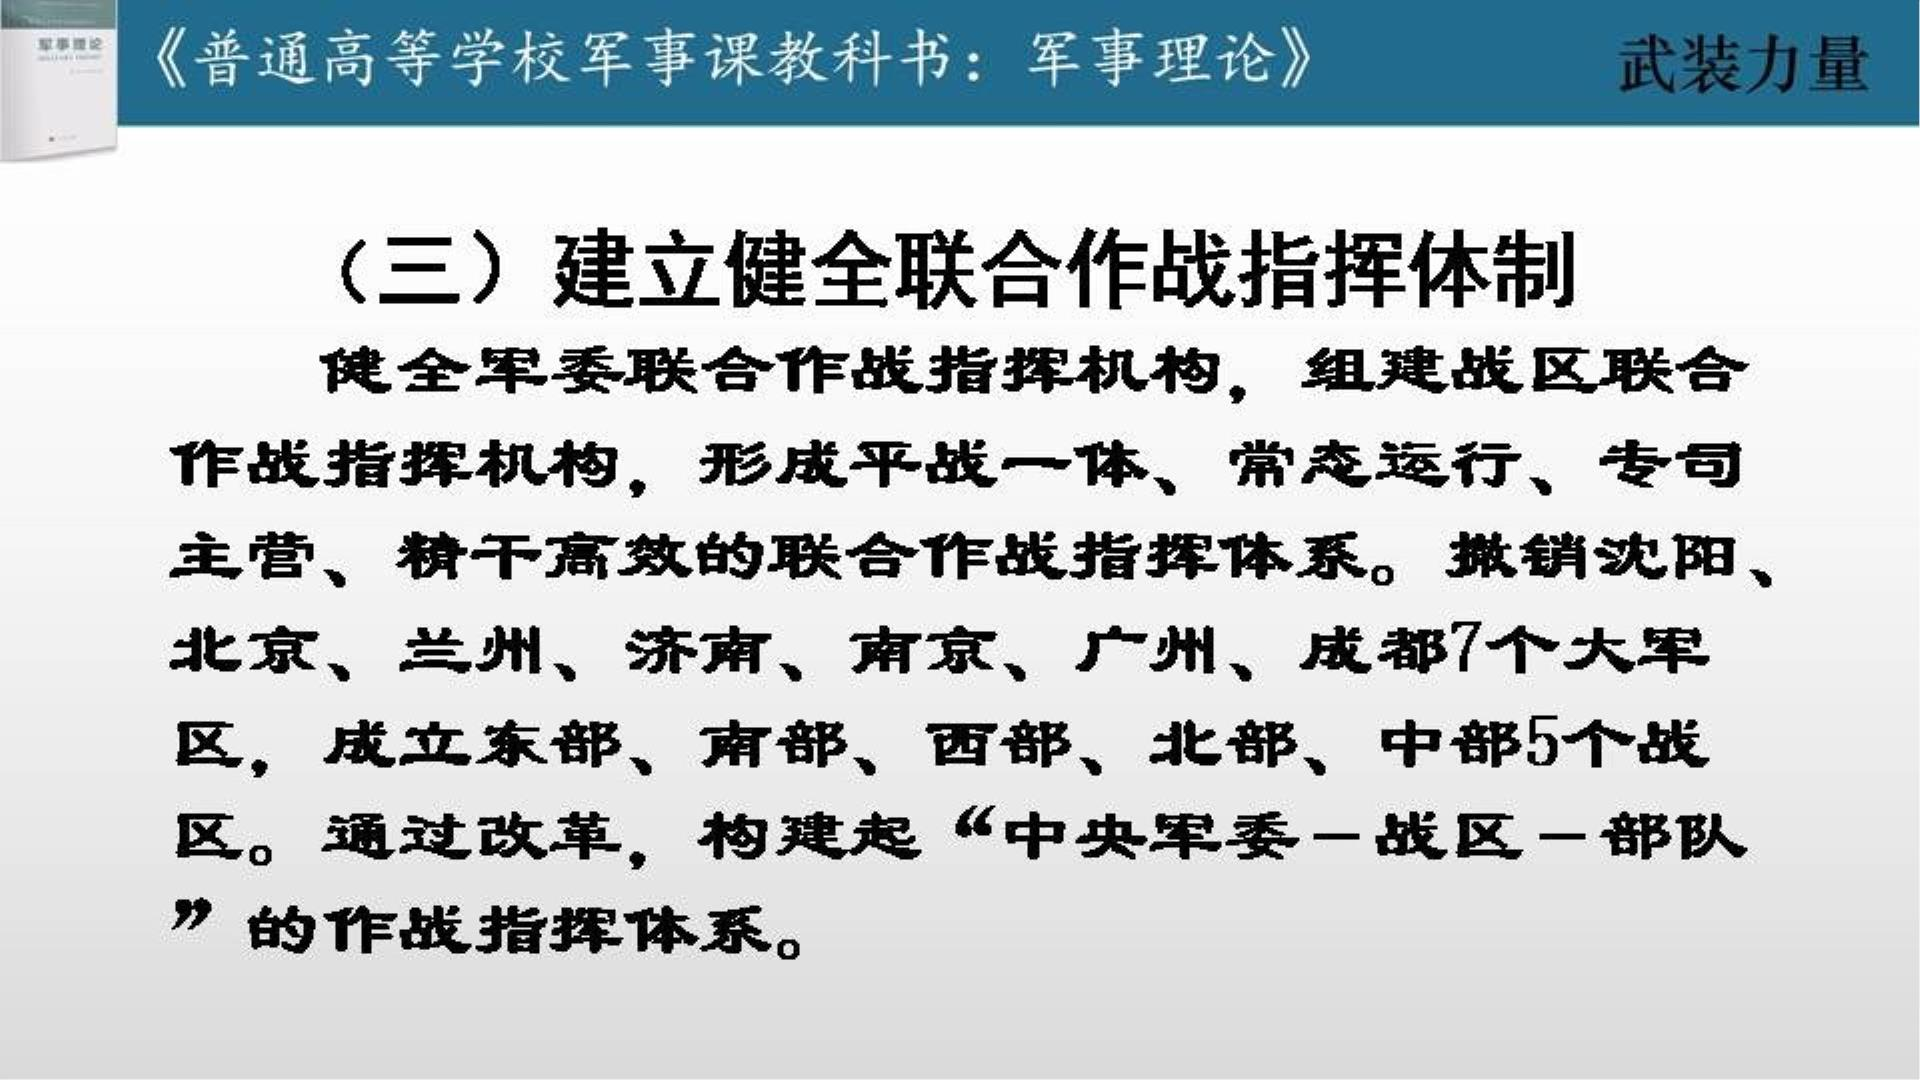 军事理论
《普通高等学校军事课教科书：军事理论》
武装力量
（三）建立健全联合作战指挥体制
健全军委联合作战指挥机构，组建战区联合
作战指挥机构，形成平战一体、常态运行、专司
主营、精干高效的联合作战指挥体系。撤销沈阳、
北京、兰州、济南、南京、广州、成都7个大军
区，成立东部、南部、西部、北部、中部5个战
区。通过改革，构建起“中央军委－战区－部队
”的作战指挥体系。